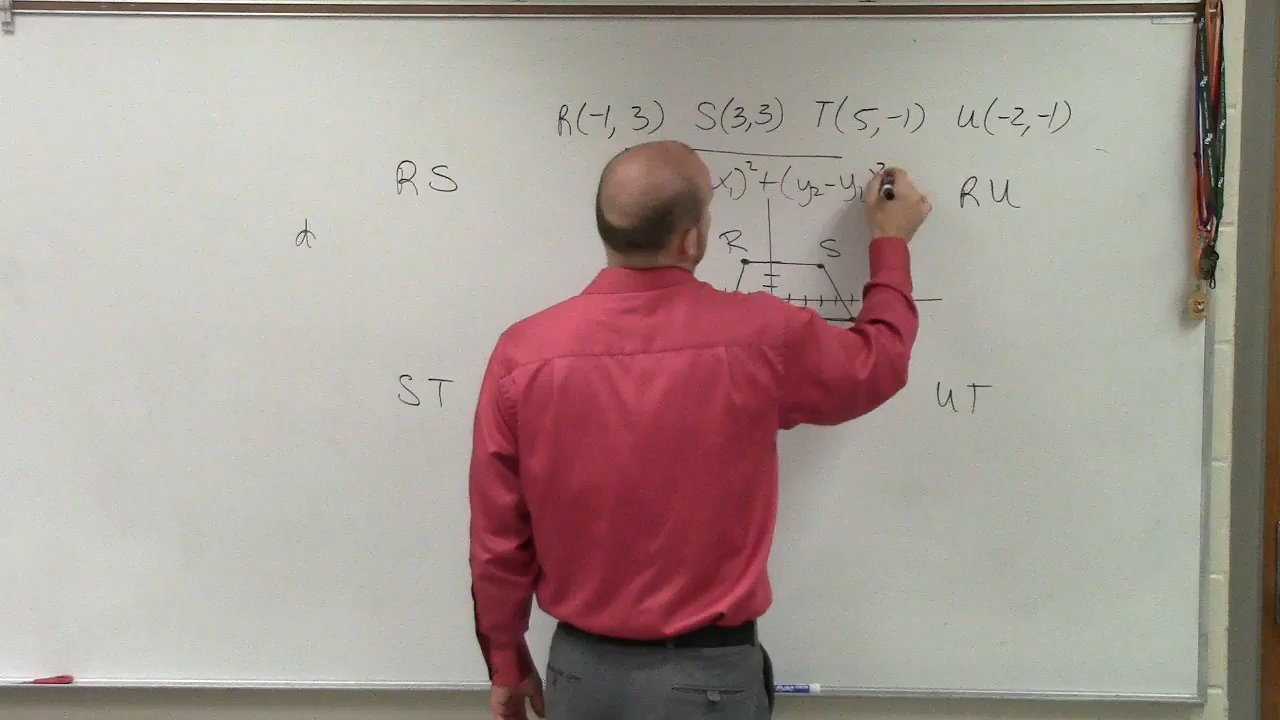 R(-1, 3) S(3,3) T(5,-1) U(-2,-1)
RS x₁)²+(y₂-y₁)² RU
d
R S
ST UT